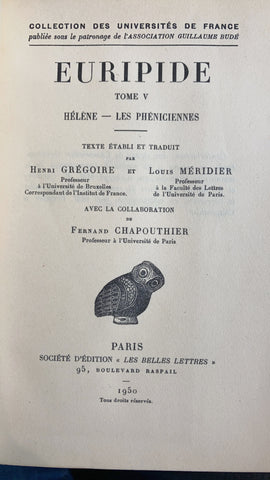 COLLECTION DES UNIVERSITÉS DE FRANCE
publiée sous le patronage de l'ASSOCIATION GUILLAUME BUDÉ
EURIPIDE
TOME V
HÉLÈNE — LES PHÉNICIENNES
TEXTE ÉTABLI ET TRADUIT
PAR
HENRI GRÉGOIRE ET LOUIS MÉRIDIER
Professeur Professeur
à l'Université de Bruxelles à la Faculté des Lettres
Correspondant de l'Institut de France. de l'Université de Paris.
AVEC LA COLLABORATION
DE
FERNAND CHAPOUTHIER
Professeur à l'Université de Paris
PARIS
SOCIÉTÉ D'ÉDITION « LES BELLES LETTRES »
95, BOULEVARD RASPAIL
1950
Tous droits réservés.